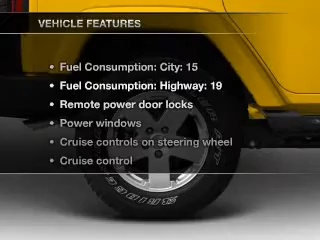 VEHICLE FEATURES
• Fuel Consumption: City: 15
• Fuel Consumption: Highway: 19
• Remote power door locks
• Power windows
• Cruise controls on steering wheel
• Cruise control